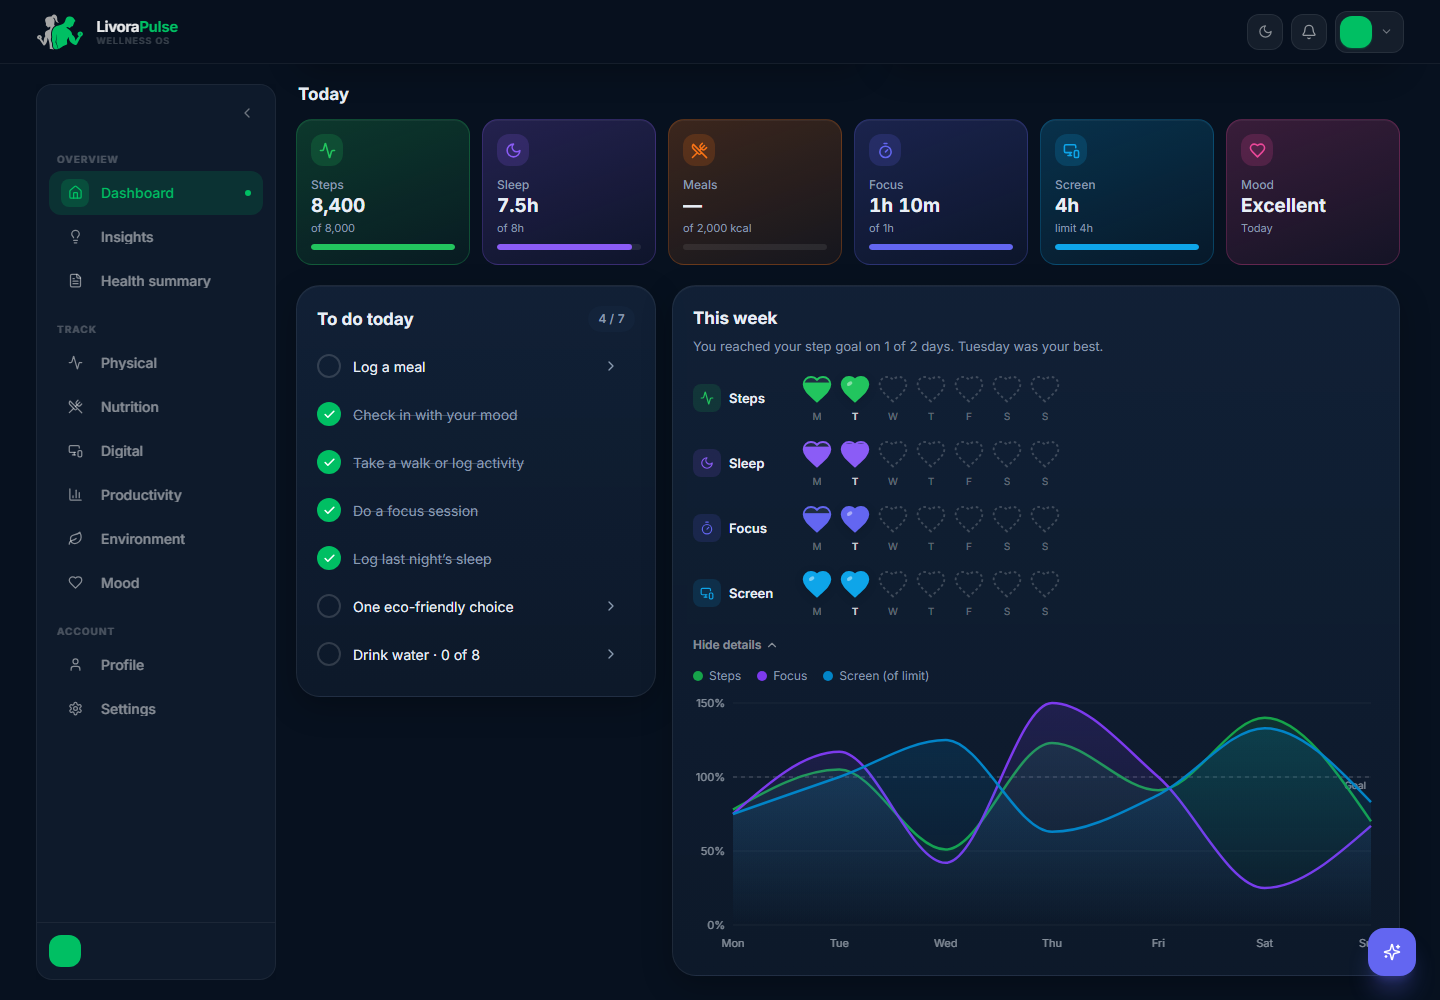 LivoraPulse
WELLNESS OS
Today
OVERVIEW
Dashboard
Insights
Health summary
TRACK
Physical
Nutrition
Digital
Productivity
Environment
Mood
ACCOUNT
Profile
Settings
Steps
8,400
of 8,000
Sleep
7.5h
of 8h
Meals
—
of 2,000 kcal
Focus
1h 10m
of 1h
Screen
4h
limit 4h
Mood
Excellent
Today
To do today
4 / 7
Log a meal
Check in with your mood
Take a walk or log activity
Do a focus session
Log last night's sleep
One eco-friendly choice
Drink water · 0 of 8
This week
You reached your step goal on 1 of 2 days. Tuesday was your best.
Steps
M T W T F S S
Sleep
M T W T F S S
Focus
M T W T F S S
Screen
M T W T F S S
Hide details
Steps Focus Screen (of limit)
150%
100%
Goal
50%
0%
Mon Tue Wed Thu Fri Sat